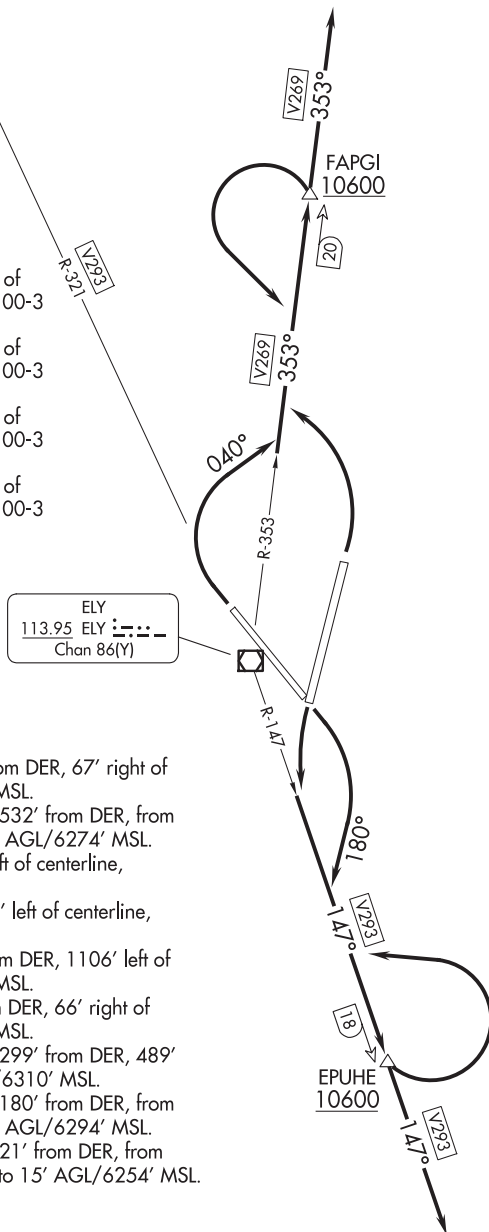 V269
353°
FAPGI
10600
20
V293
R-321
of
00-3
of
00-3
of
00-3
of
00-3
V269
353°
040°
R-353
ELY
113.95 ELY
Chan 86(Y)
R-147
180°
om DER, 67’ right of
MSL.
532’ from DER, from
AGL/6274’ MSL.
ft of centerline,
’ left of centerline,
om DER, 1106’ left of
MSL.
m DER, 66’ right of
MSL.
299’ from DER, 489’
/6310’ MSL.
180’ from DER, from
AGL/6294’ MSL.
21’ from DER, from
to 15’ AGL/6254’ MSL.
147°
V293
18
EPUHE
10600
147°
V293